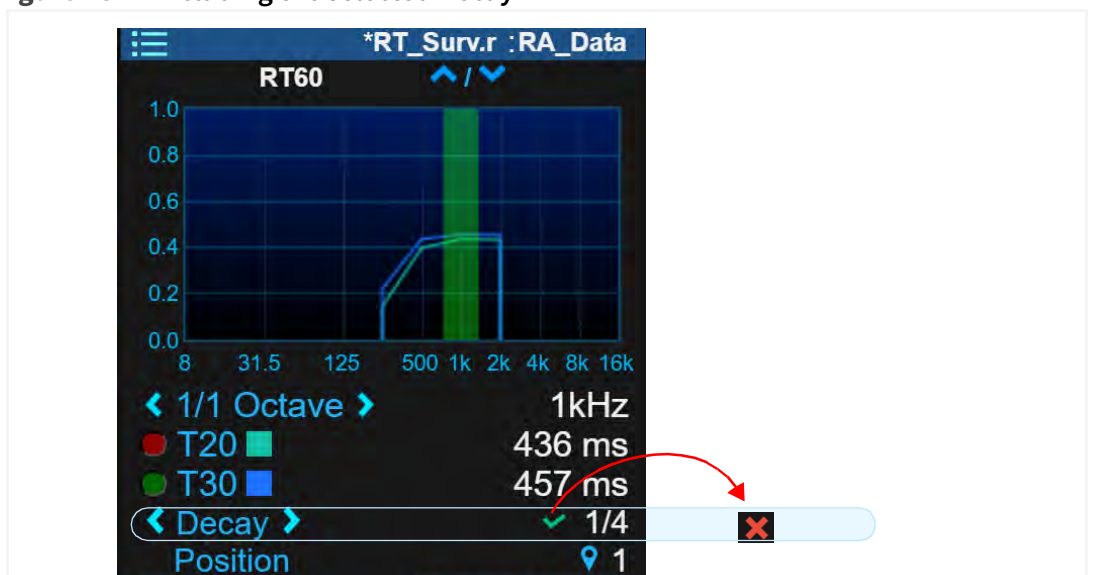 *RT_Surv.r :RA_Data
RT60 /
1.0
0.8
0.6
0.4
0.2
0.0
8 31.5 125 500 1k 2k 4k 8k 16k
1/1 Octave 1kHz
T20 436 ms
T30 457 ms
Decay 1/4
Position 1